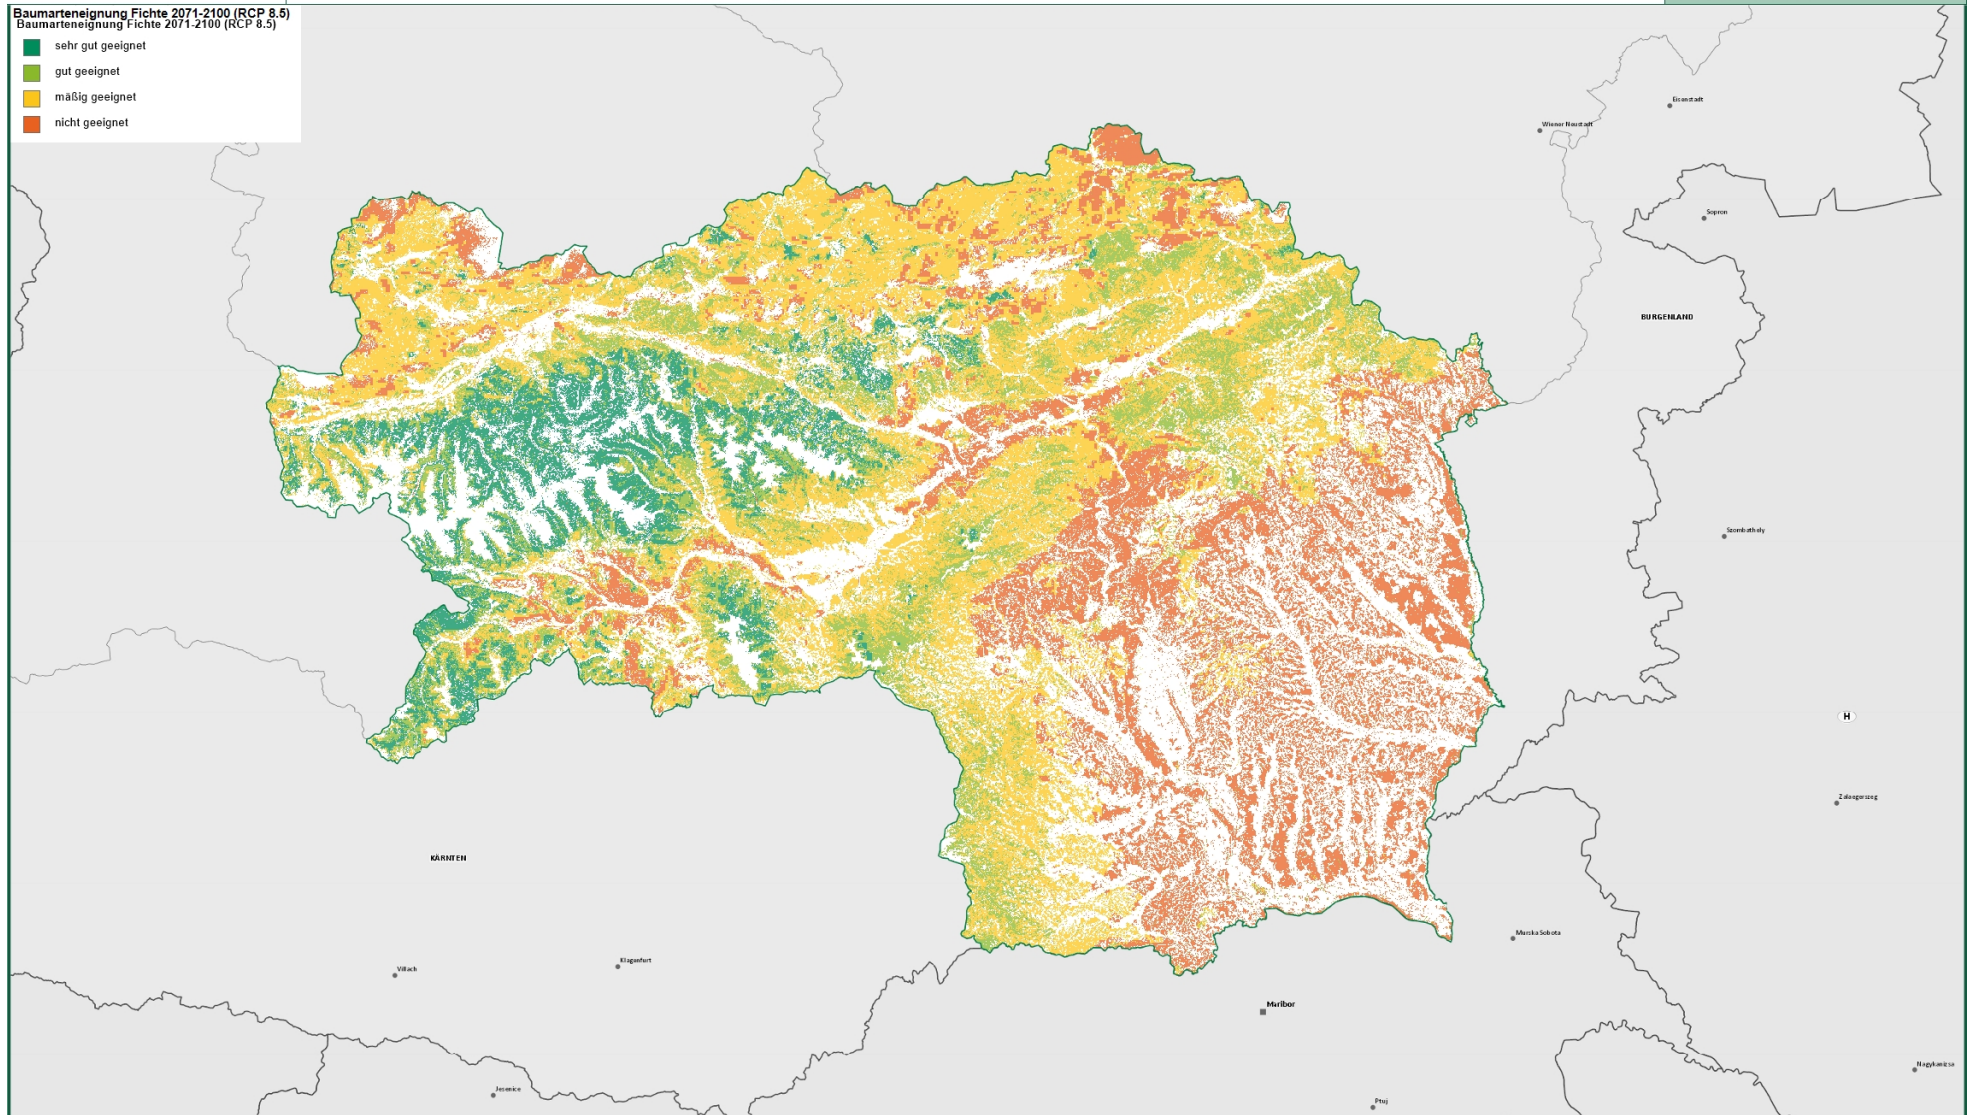 Baumarteneignung Fichte 2071-2100 (RCP 8.5)
Baumarteneignung Fichte 2071-2100 (RCP 8.5)
sehr gut geeignet
gut geeignet
mäßig geeignet
nicht geeignet
Eisenstadt
Wiener Neustadt
Sopron
BURGENLAND
Szombathely
H
Zalaegerszeg
KÄRNTEN
Murska Sobota
Klagenfurt
Villach
Maribor
Nagykanizsa
Jesenice
Ptuj